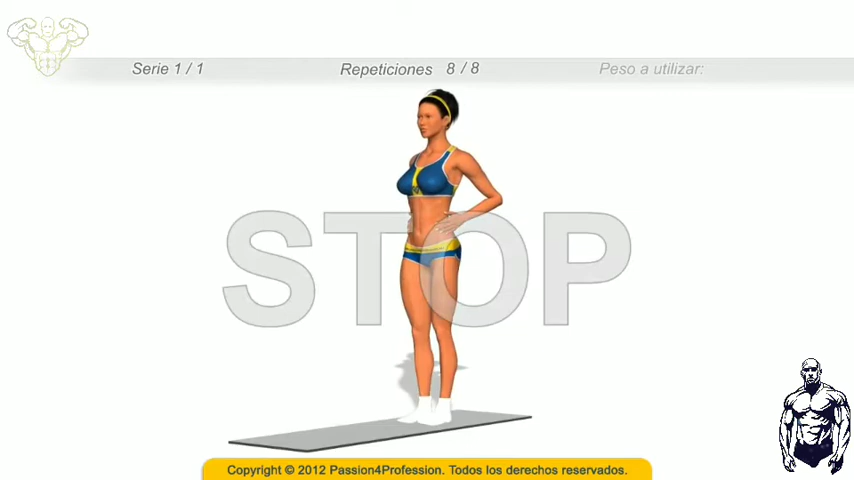 Serie 1 / 1 Repeticiones 8 / 8 Peso a utilizar:
STOP
Copyright © 2012 Passion4Profession. Todos los derechos reservados.